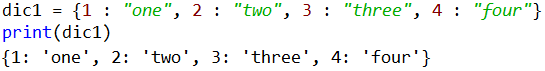 dic1 = {1 : "one", 2 : "two", 3 : "three", 4 : "four"}
print(dic1)
{1: 'one', 2: 'two', 3: 'three', 4: 'four'}